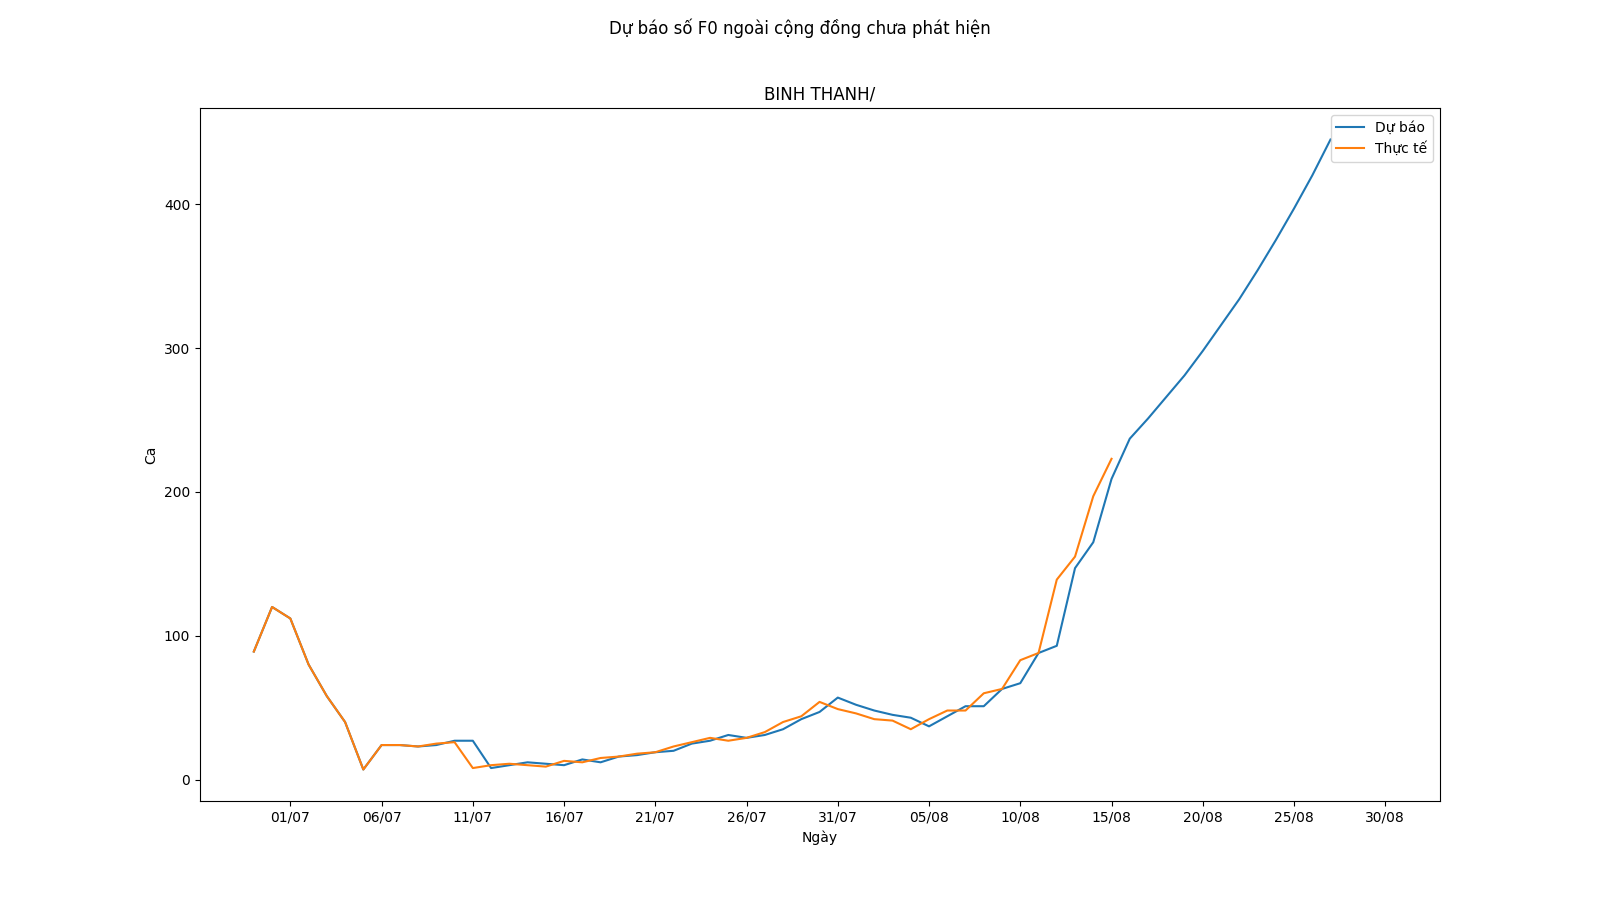 Dự báo số F0 ngoài cộng đồng chưa phát hiện
BINH THANH/
Dự báo
Thực tế
Ca
400
300
200
100
0
01/07 06/07 11/07 16/07 21/07 26/07 31/07 05/08 10/08 15/08 20/08 25/08 30/08
Ngày